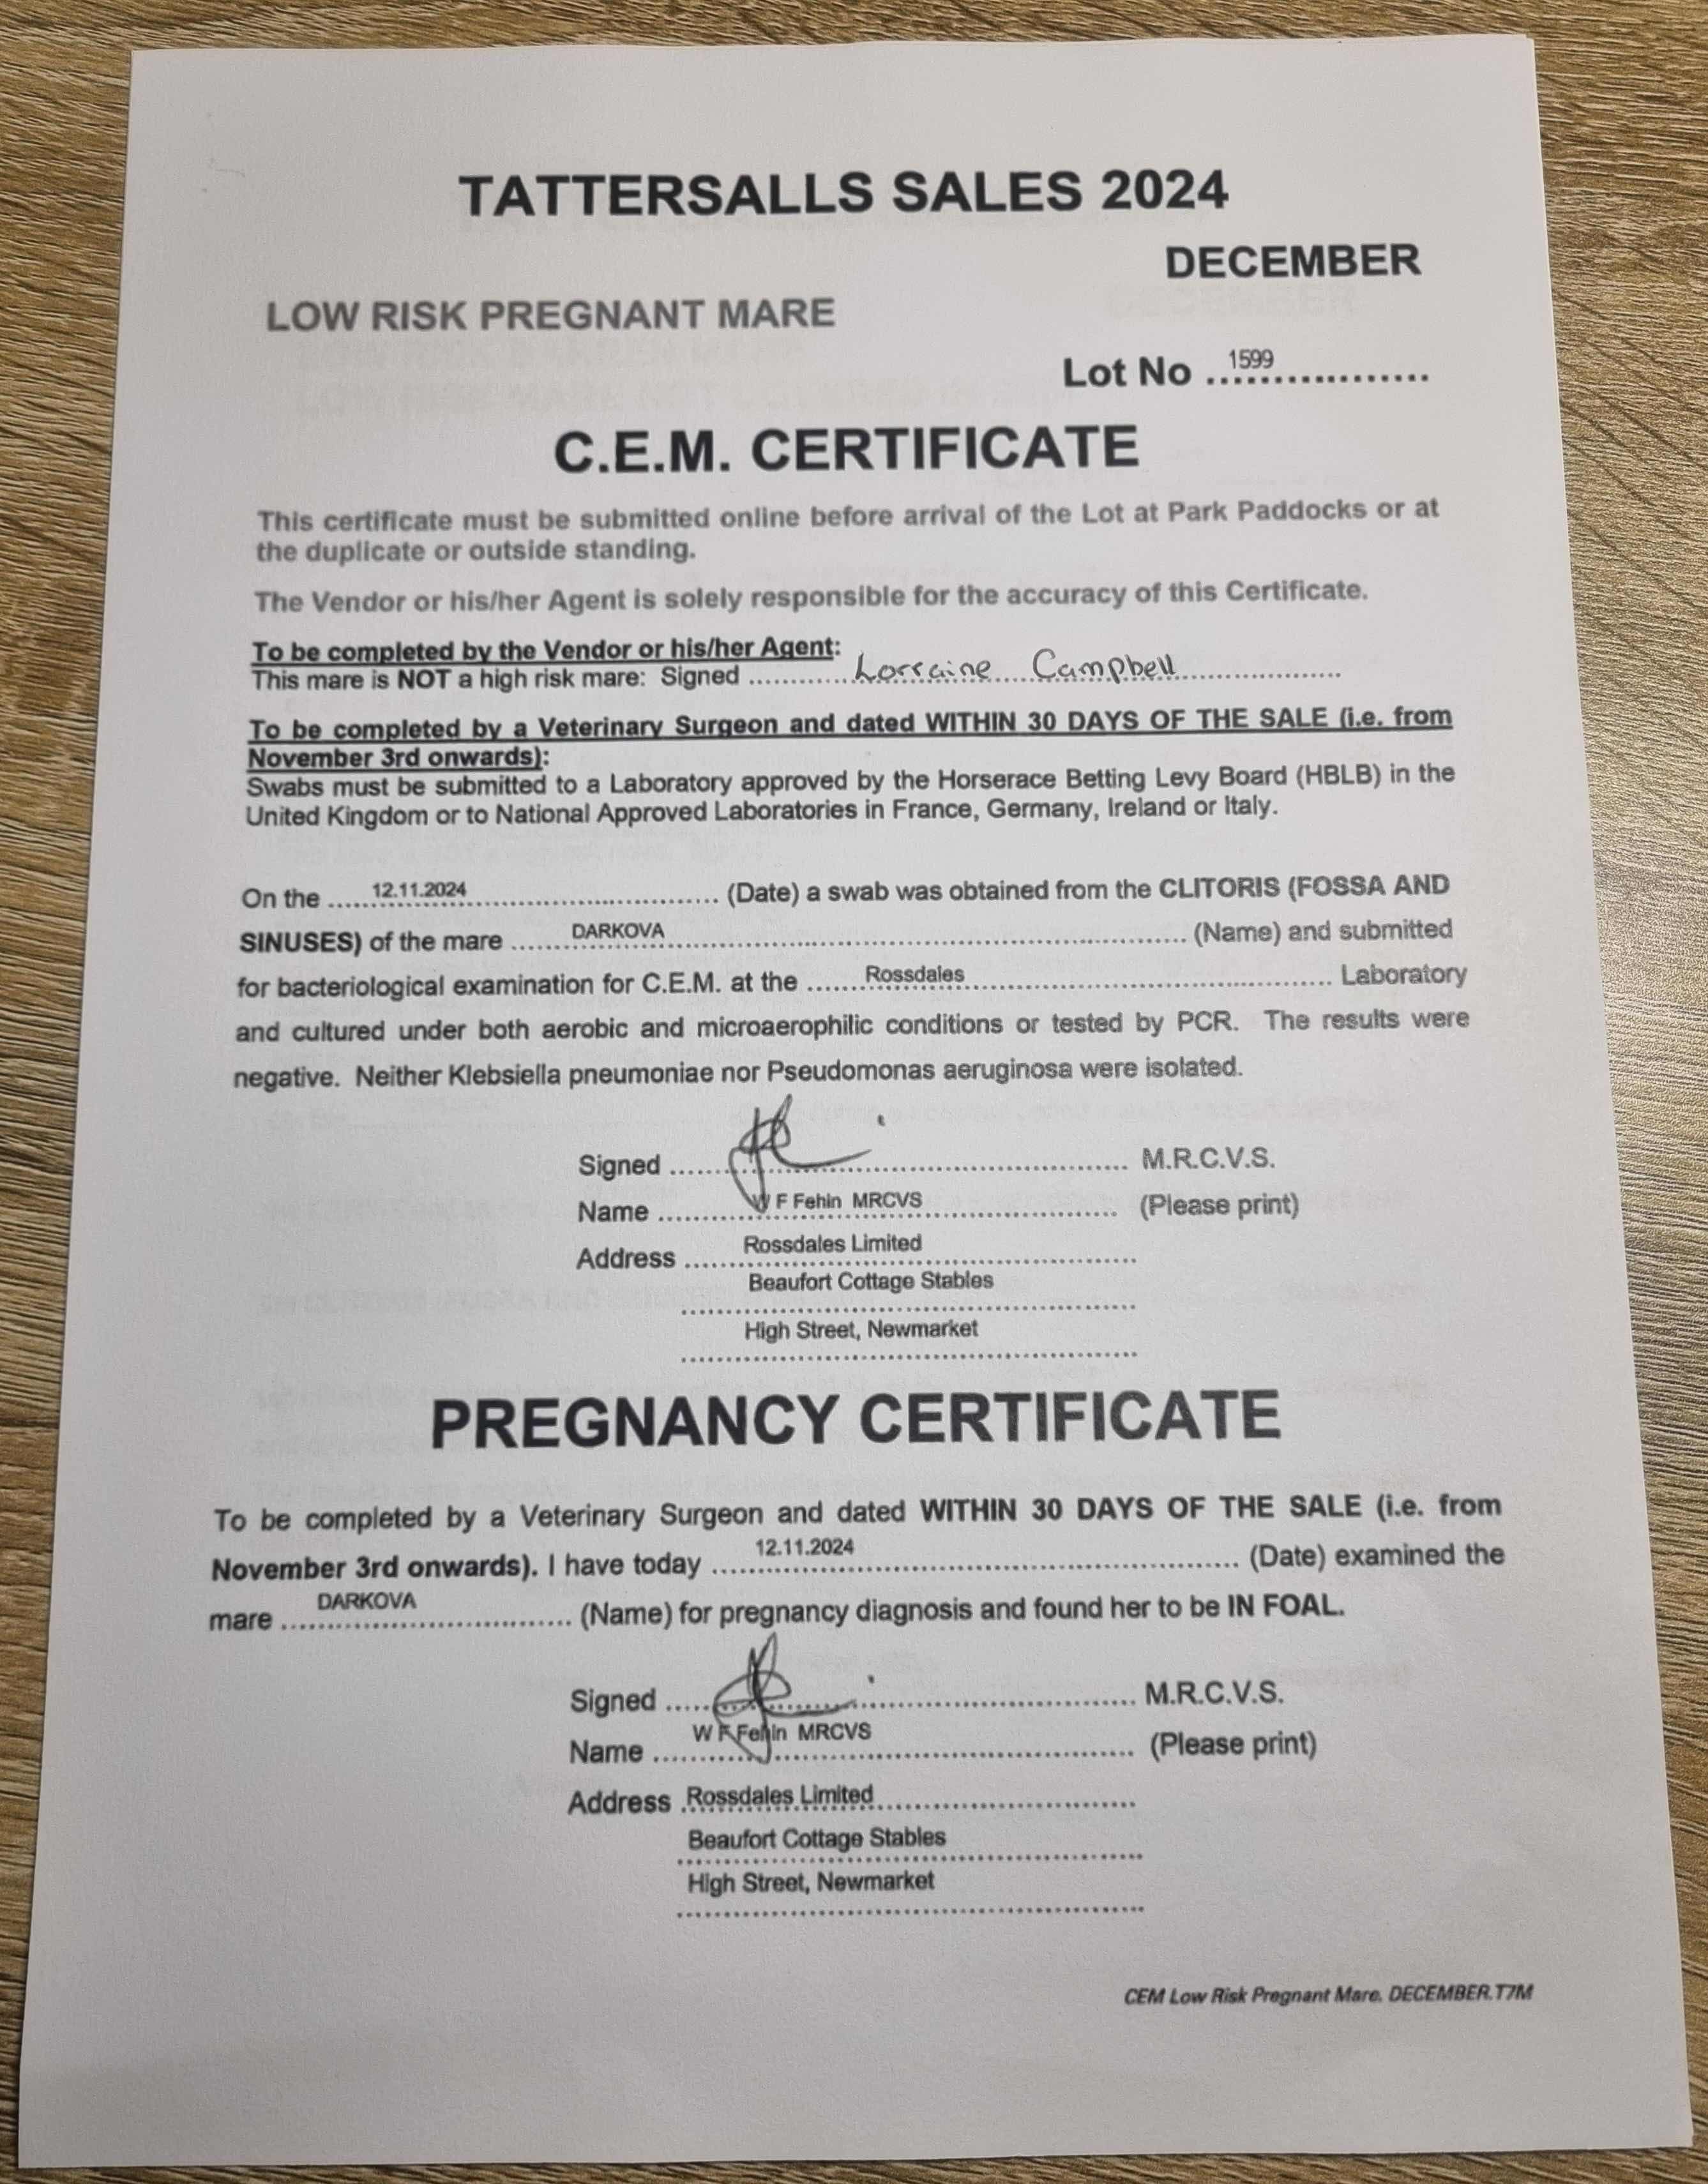 TATTERSALLS SALES 2024
DECEMBER
LOW RISK PREGNANT MARE
Lot No ....1599....
C.E.M. CERTIFICATE
This certificate must be submitted online before arrival of the Lot at Park Paddocks or at
the duplicate or outside standing.
The Vendor or his/her Agent is solely responsible for the accuracy of this Certificate.
To be completed by the Vendor or his/her Agent:
This mare is NOT a high risk mare: Signed .... Lorraine Campbell ....
To be completed by a Veterinary Surgeon and dated WITHIN 30 DAYS OF THE SALE (i.e. from
November 3rd onwards):
Swabs must be submitted to a Laboratory approved by the Horserace Betting Levy Board (HBLB) in the
United Kingdom or to National Approved Laboratories in France, Germany, Ireland or Italy.
On the .... 12.11.2024 .... (Date) a swab was obtained from the CLITORIS (FOSSA AND
SINUSES) of the mare .... DARKOVA .... (Name) and submitted
for bacteriological examination for C.E.M. at the .... Rossdales .... Laboratory
and cultured under both aerobic and microaerophilic conditions or tested by PCR. The results were
negative. Neither Klebsiella pneumoniae nor Pseudomonas aeruginosa were isolated.
Signed .... M.R.C.V.S.
Name .... W F Fehin MRCVS .... (Please print)
Address .... Rossdales Limited ....
Beaufort Cottage Stables
High Street, Newmarket
PREGNANCY CERTIFICATE
To be completed by a Veterinary Surgeon and dated WITHIN 30 DAYS OF THE SALE (i.e. from
November 3rd onwards). I have today .... 12.11.2024 .... (Date) examined the
mare .... DARKOVA .... (Name) for pregnancy diagnosis and found her to be IN FOAL.
Signed .... M.R.C.V.S.
Name .... W F Fehin MRCVS .... (Please print)
Address .Rossdales Limited....
Beaufort Cottage Stables
High Street, Newmarket
CEM Low Risk Pregnant Mare. DECEMBER.T7M